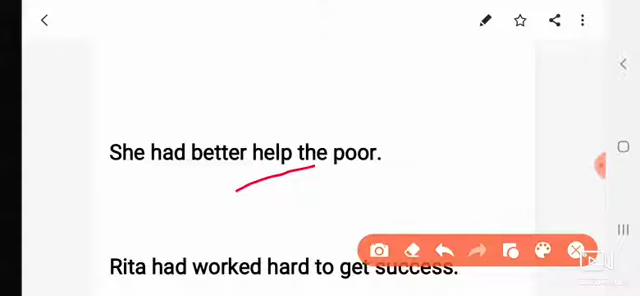 She had better help the poor.
Rita had worked hard to get success.